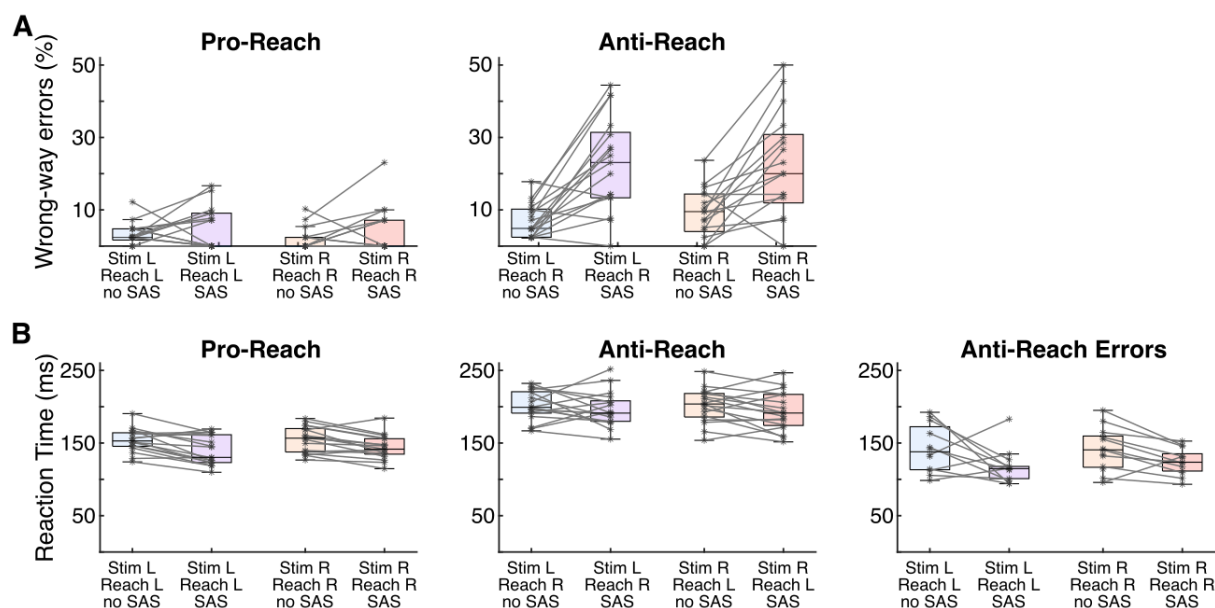 A
Pro-Reach
Anti-Reach
Wrong-way errors (%)
50
30
10
50
30
10
Stim L
Reach L
no SAS
Stim L
Reach L
SAS
Stim R
Reach R
no SAS
Stim R
Reach R
SAS
Stim L
Reach R
no SAS
Stim L
Reach R
SAS
Stim R
Reach L
no SAS
Stim R
Reach L
SAS
B
Pro-Reach
Anti-Reach
Anti-Reach Errors
Reaction Time (ms)
250
150
50
250
150
50
250
150
50
Stim L
Reach L
no SAS
Stim L
Reach L
SAS
Stim R
Reach R
no SAS
Stim R
Reach R
SAS
Stim L
Reach R
no SAS
Stim L
Reach R
SAS
Stim R
Reach L
no SAS
Stim R
Reach L
SAS
Stim L
Reach L
no SAS
Stim L
Reach L
SAS
Stim R
Reach R
no SAS
Stim R
Reach R
SAS